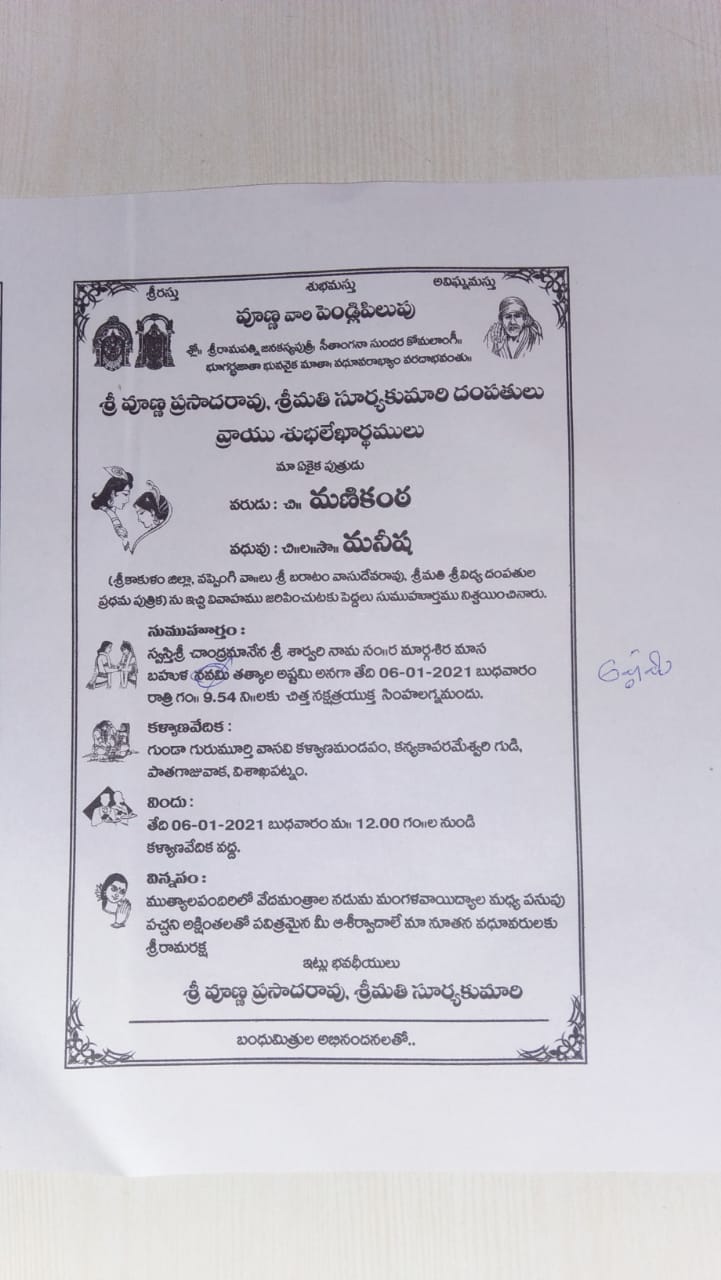 శ్రీరస్తు శుభమస్తు అవిఘ్నమస్తు
వూణ్ణ వారి పెండ్లిపిలుపు
శ్లో॥ శ్రీరామపత్ని జనకస్యపుత్రీ, సీతాంగనా సుందర కోమలాంగీ॥
భూగర్భజాతా భువనైక మాతా, వధూవరాభ్యాం వరదాభవంతు॥
శ్రీ వూణ్ణ ప్రసాదరావు, శ్రీమతి సూర్యకుమారి దంపతులు
వ్రాయు శుభలేఖార్థములు
మా ఏకైక పుత్రుడు
వరుడు : చి॥ మణికంఠ
వధువు : చి॥ల॥సౌ॥ మనీష
(శ్రీకాకుళం జిల్లా, వప్పంగి వా॥లు శ్రీ బరాటం వాసుదేవరావు, శ్రీమతి శ్రీవిద్య దంపతుల
ప్రధమ పుత్రిక) ను ఇచ్చి వివాహము జరిపించుటకు పెద్దలు సుముహూర్తము నిశ్చయించినారు.
సుముహూర్తం :
స్వస్తిశ్రీ చాంద్రమానేన శ్రీ శార్వరి నామ సం॥ర మార్గశిర మాస
బహుళ నవమి తత్కాల అష్టమి అనగా తేది 06-01-2021 బుధవారం
రాత్రి గం॥ 9.54 ని॥లకు చిత్త నక్షత్రయుక్త సింహలగ్నమందు.
కళ్యాణవేదిక :
గుండా గురుమూర్తి వాసవి కళ్యాణమండపం, కన్యకాపరమేశ్వరి గుడి,
పాతగాజువాక, విశాఖపట్నం.
విందు :
తేది 06-01-2021 బుధవారం మ॥ 12.00 గం॥ల నుండి
కళ్యాణవేదిక వద్ద.
విన్నపం :
ముత్యాలపందిరిలో వేదమంత్రాల నడుమ మంగళవాయిద్యాల మధ్య పసుపు
పచ్చని అక్షింతలతో పవిత్రమైన మీ ఆశీర్వాదాలే మా నూతన వధూవరులకు
శ్రీరామరక్ష
ఇట్లు భవదీయులు
శ్రీ వూణ్ణ ప్రసాదరావు, శ్రీమతి సూర్యకుమారి
బంధుమిత్రుల అభినందనలతో..